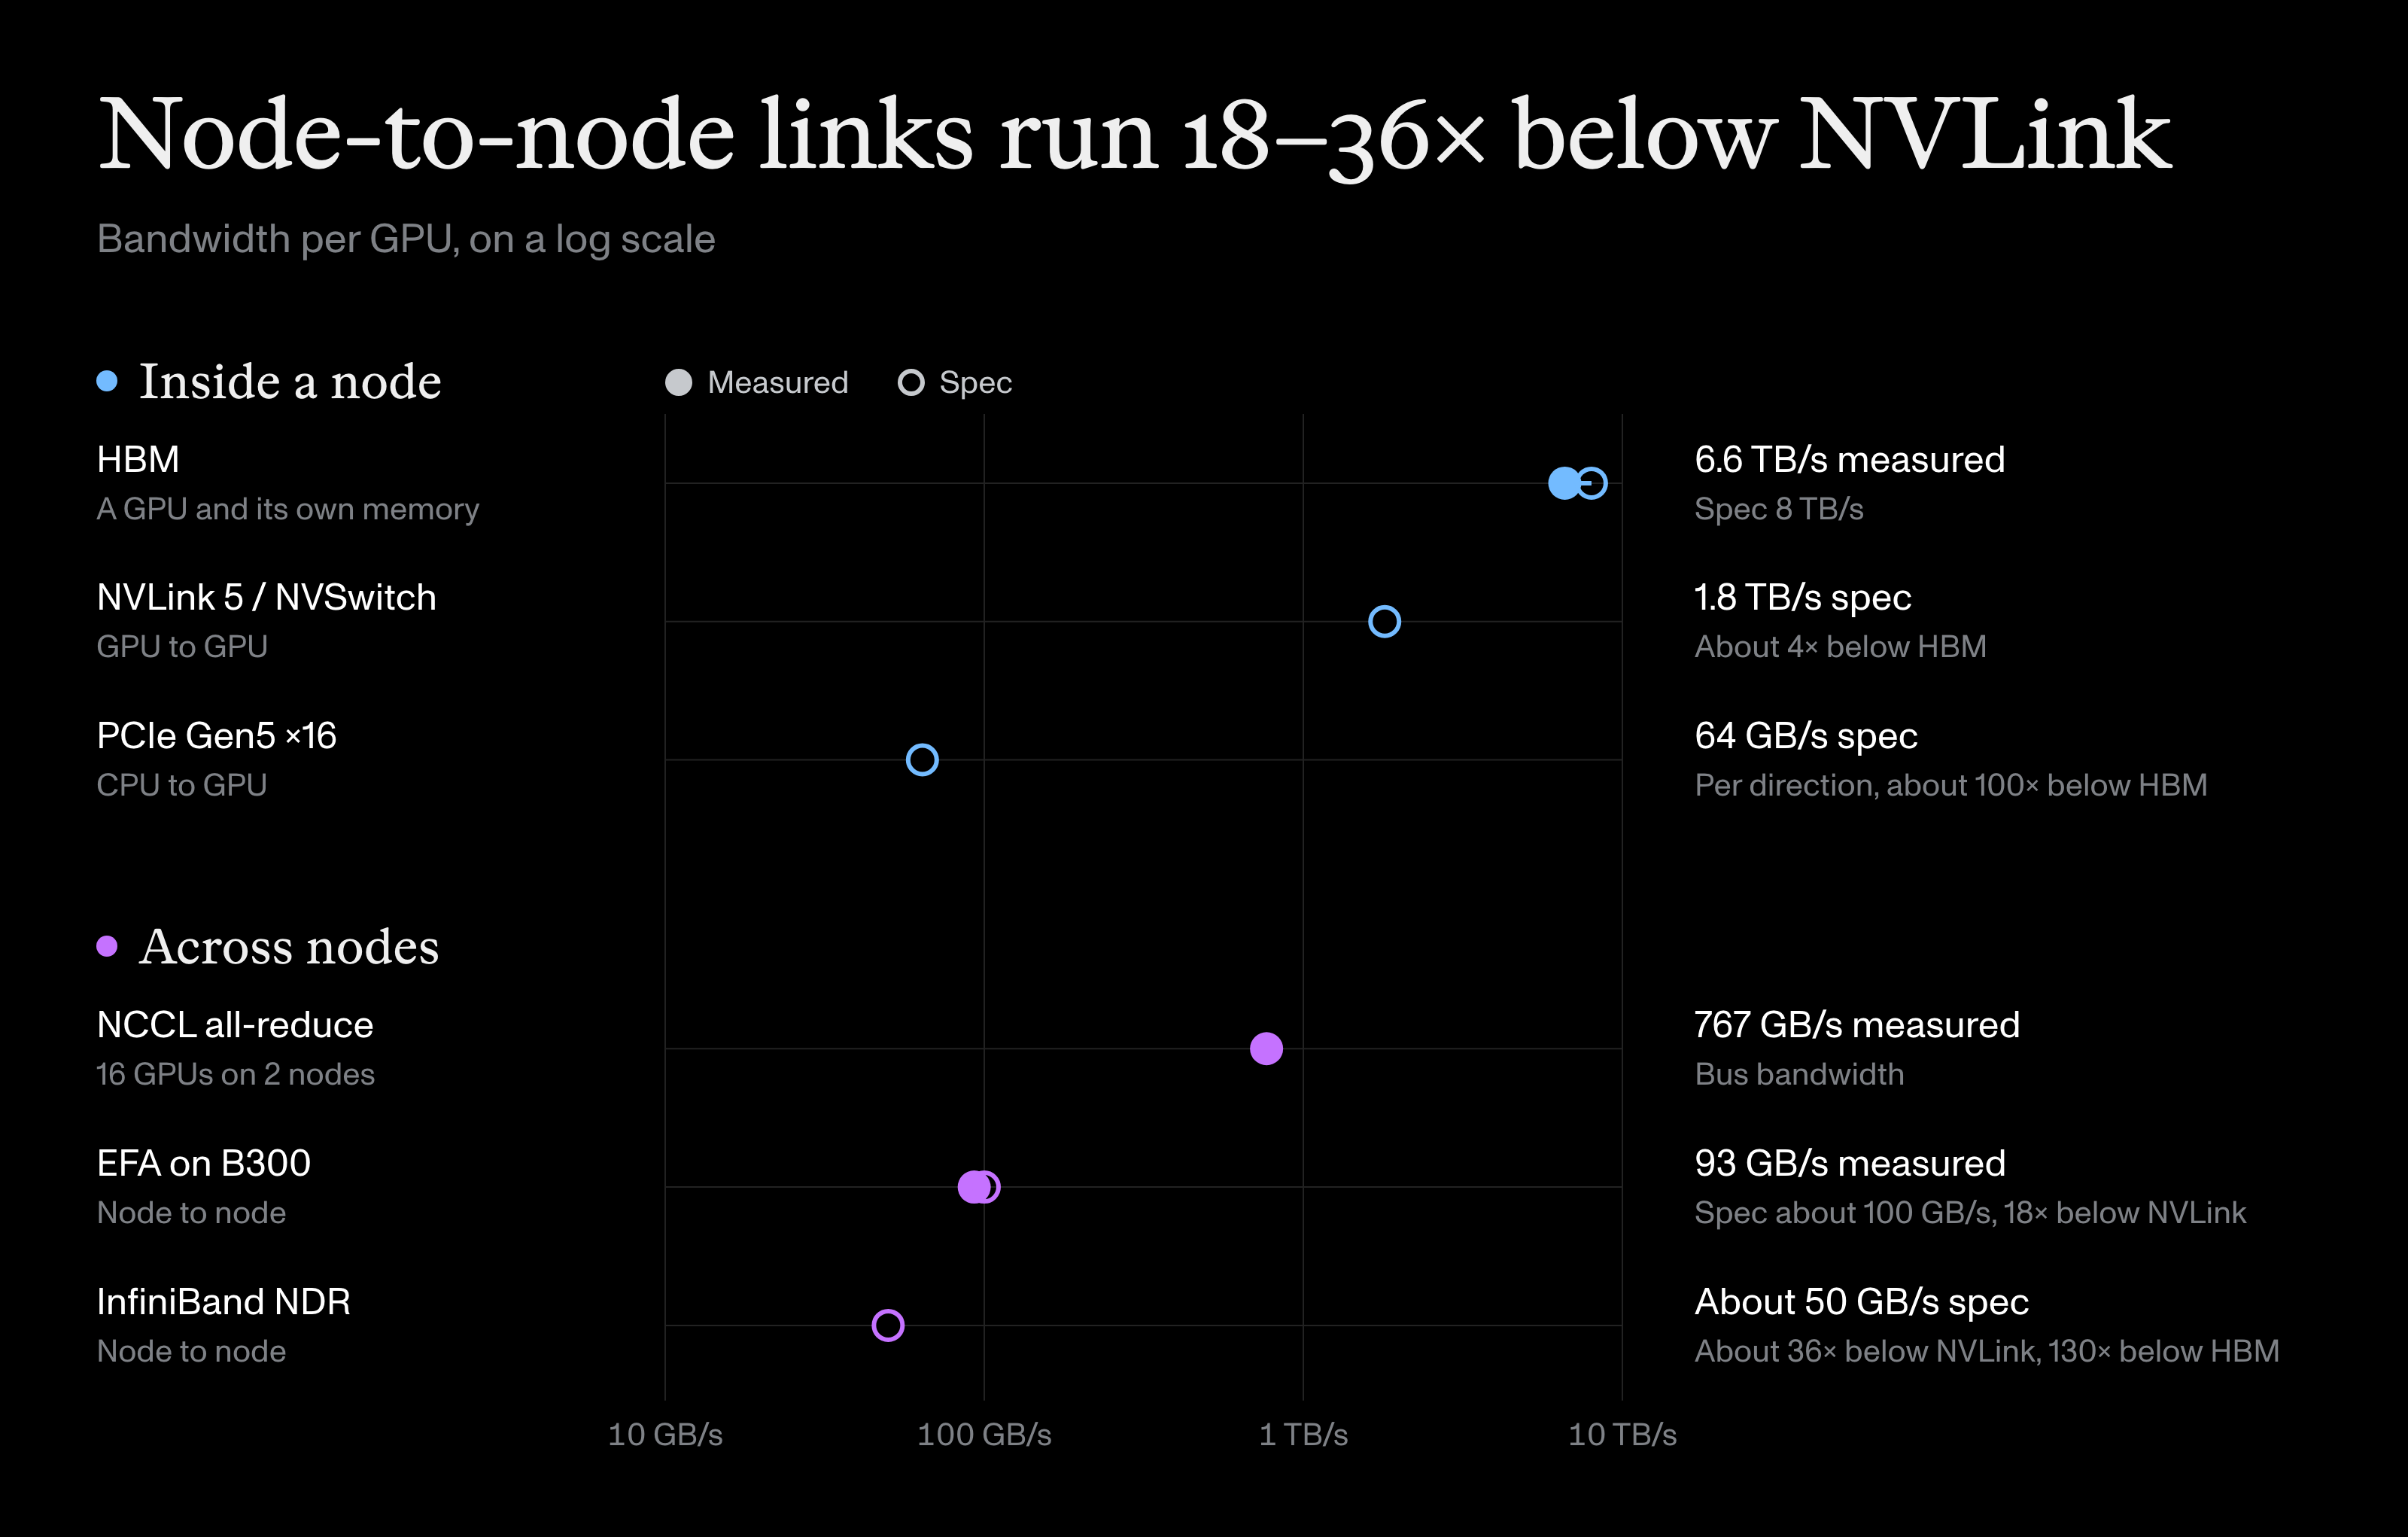 Node-to-node links run 18–36× below NVLink
Bandwidth per GPU, on a log scale
Inside a node
Measured
Spec
HBM
A GPU and its own memory
6.6 TB/s measured
Spec 8 TB/s
NVLink 5 / NVSwitch
GPU to GPU
1.8 TB/s spec
About 4× below HBM
PCIe Gen5 ×16
CPU to GPU
64 GB/s spec
Per direction, about 100× below HBM
Across nodes
NCCL all-reduce
16 GPUs on 2 nodes
767 GB/s measured
Bus bandwidth
EFA on B300
Node to node
93 GB/s measured
Spec about 100 GB/s, 18× below NVLink
InfiniBand NDR
Node to node
About 50 GB/s spec
About 36× below NVLink, 130× below HBM
10 GB/s
100 GB/s
1 TB/s
10 TB/s